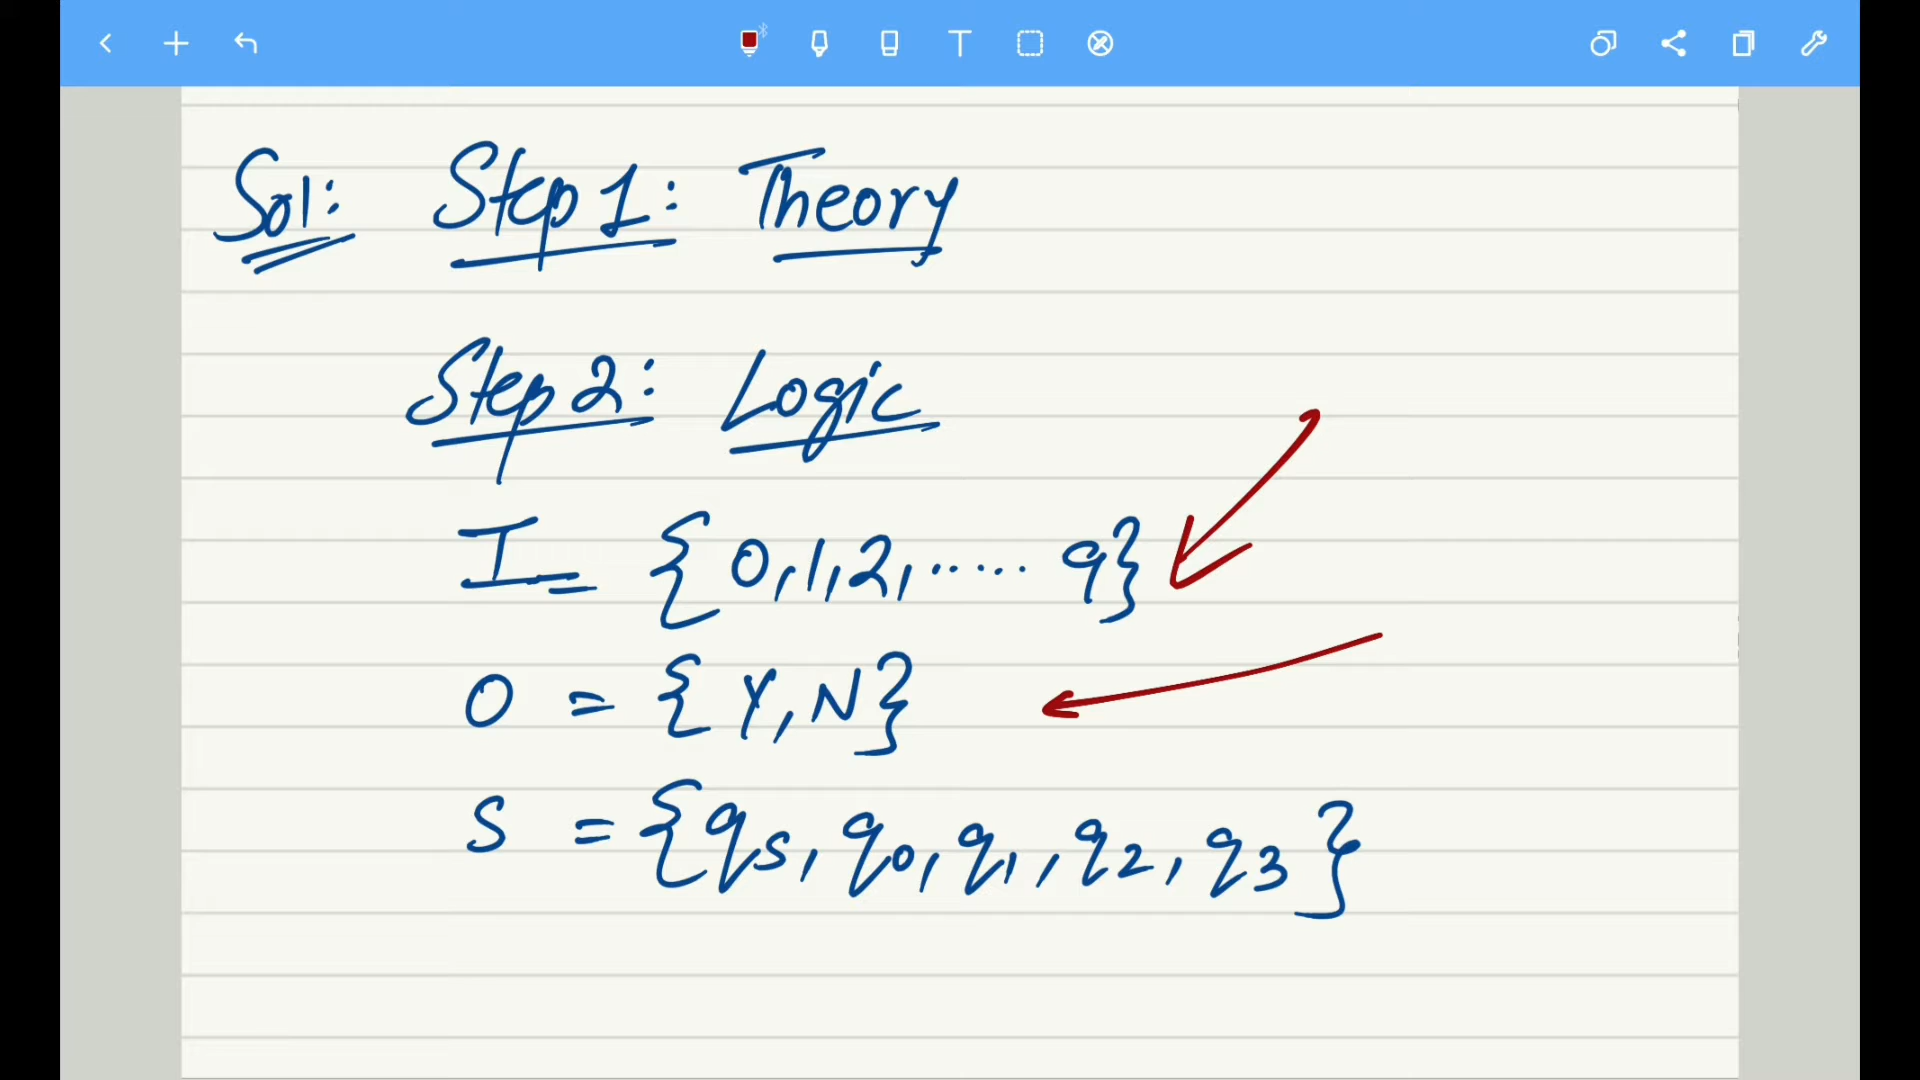 Sol: Step 1: Theory
Step 2: Logic
I = {0,1,2,..... 9}
O = {Y,N}
S = {qs, q0, q1, q2, q3}